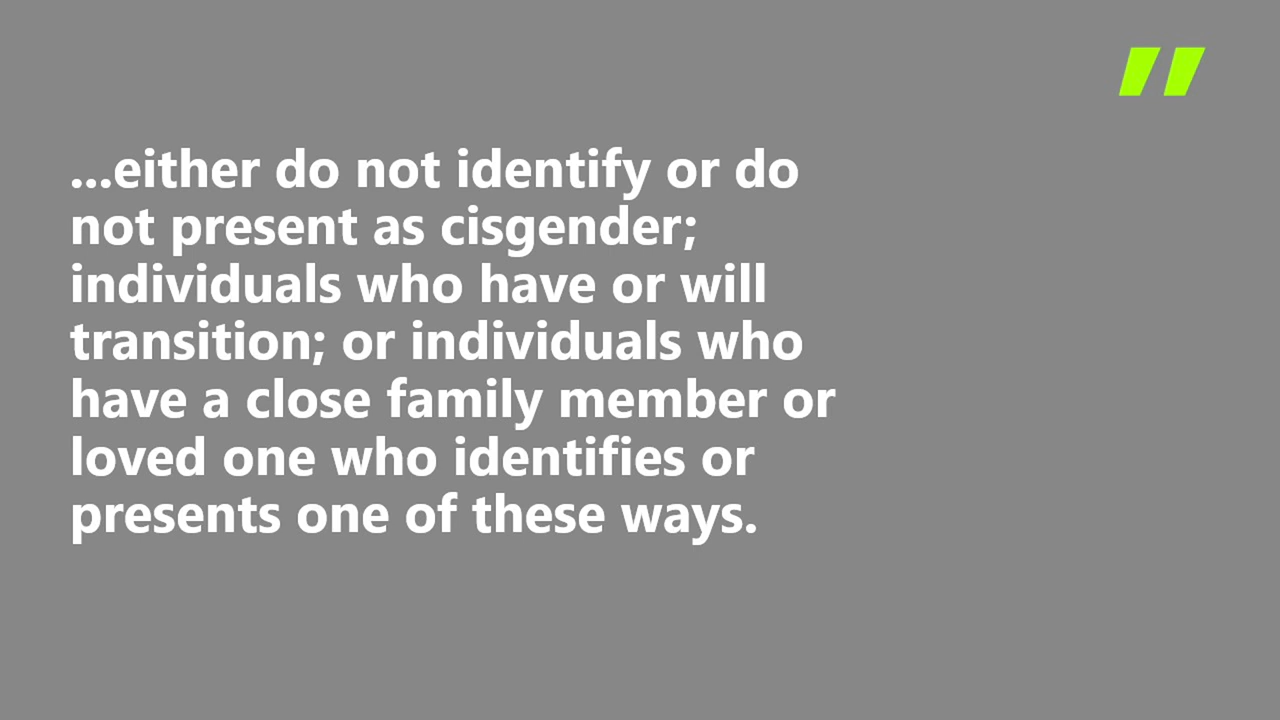 "
...either do not identify or do
not present as cisgender;
individuals who have or will
transition; or individuals who
have a close family member or
loved one who identifies or
presents one of these ways.